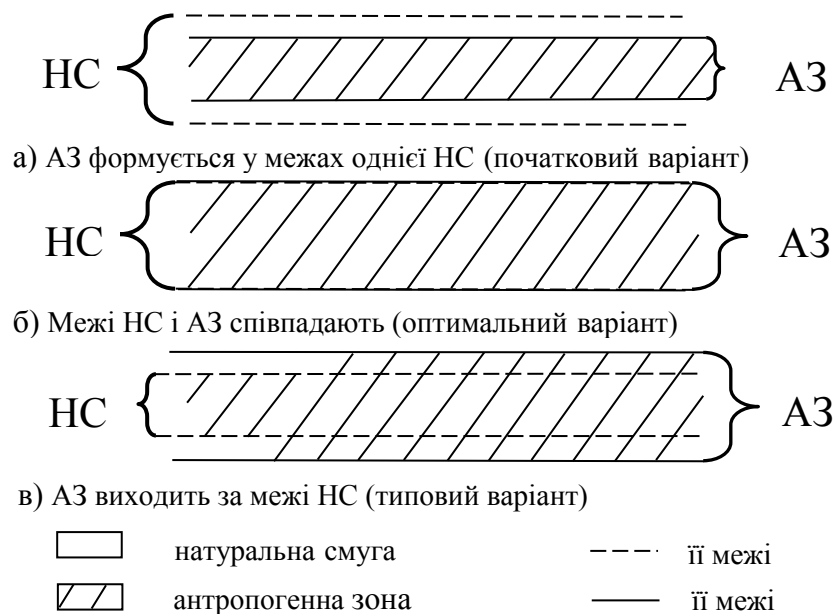 НС АЗ
а) АЗ формується у межах однієї НС (початковий варіант)
НС АЗ
б) Межі НС і АЗ співпадають (оптимальний варіант)
НС АЗ
в) АЗ виходить за межі НС (типовий варіант)
натуральна смуга її межі
антропогенна зона її межі